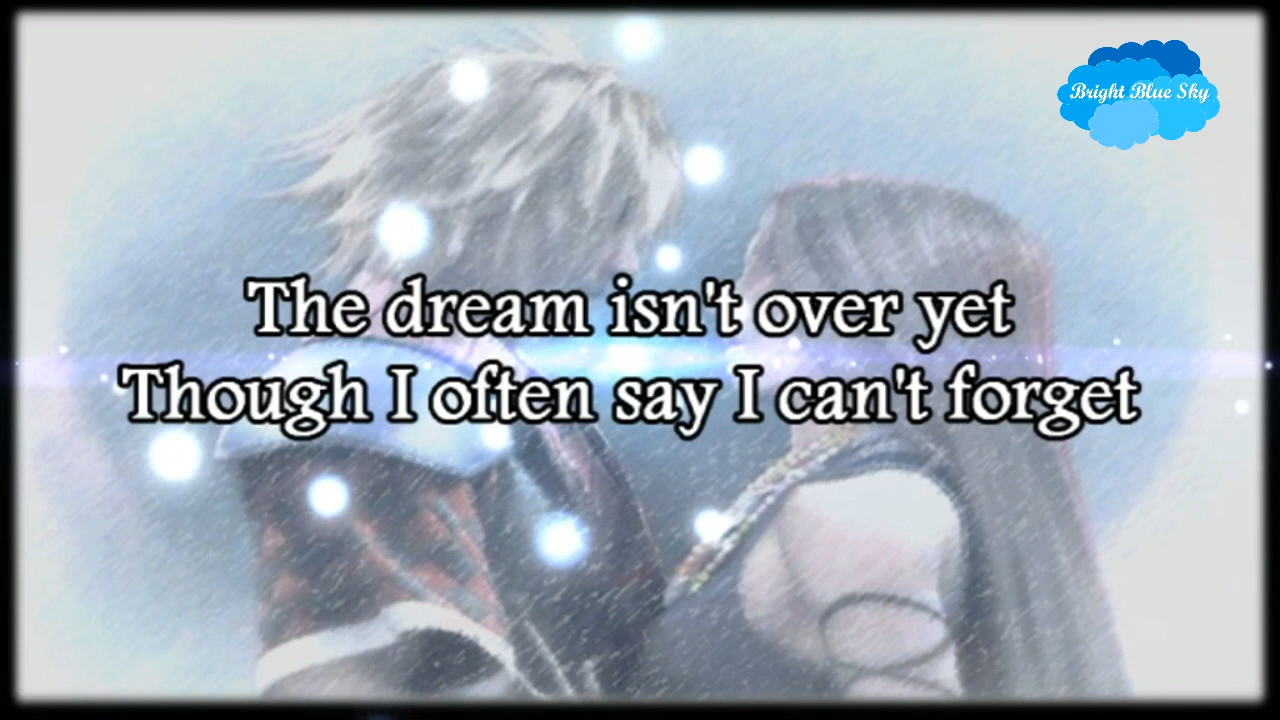 Bright Blue Sky
The dream isn't over yet
Though I often say I can't forget